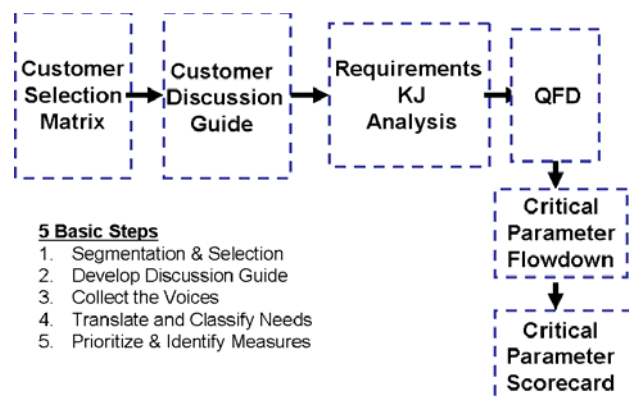 Customer
Selection
Matrix
Customer
Discussion
Guide
Requirements
KJ
Analysis
QFD
Critical
Parameter
Flowdown
Critical
Parameter
Scorecard
5 Basic Steps
1. Segmentation & Selection
2. Develop Discussion Guide
3. Collect the Voices
4. Translate and Classify Needs
5. Prioritize & Identify Measures